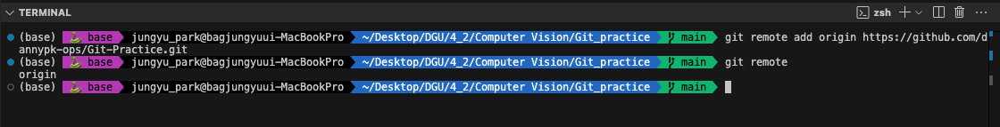 TERMINAL
zsh
(base) base jungyu_park@bagjungyuui-MacBookPro ~/Desktop/DGU/4_2/Computer Vision/Git_practice main git remote add origin https://github.com/d
annypk-ops/Git-Practice.git
(base) base jungyu_park@bagjungyuui-MacBookPro ~/Desktop/DGU/4_2/Computer Vision/Git_practice main git remote
origin
(base) base jungyu_park@bagjungyuui-MacBookPro ~/Desktop/DGU/4_2/Computer Vision/Git_practice main